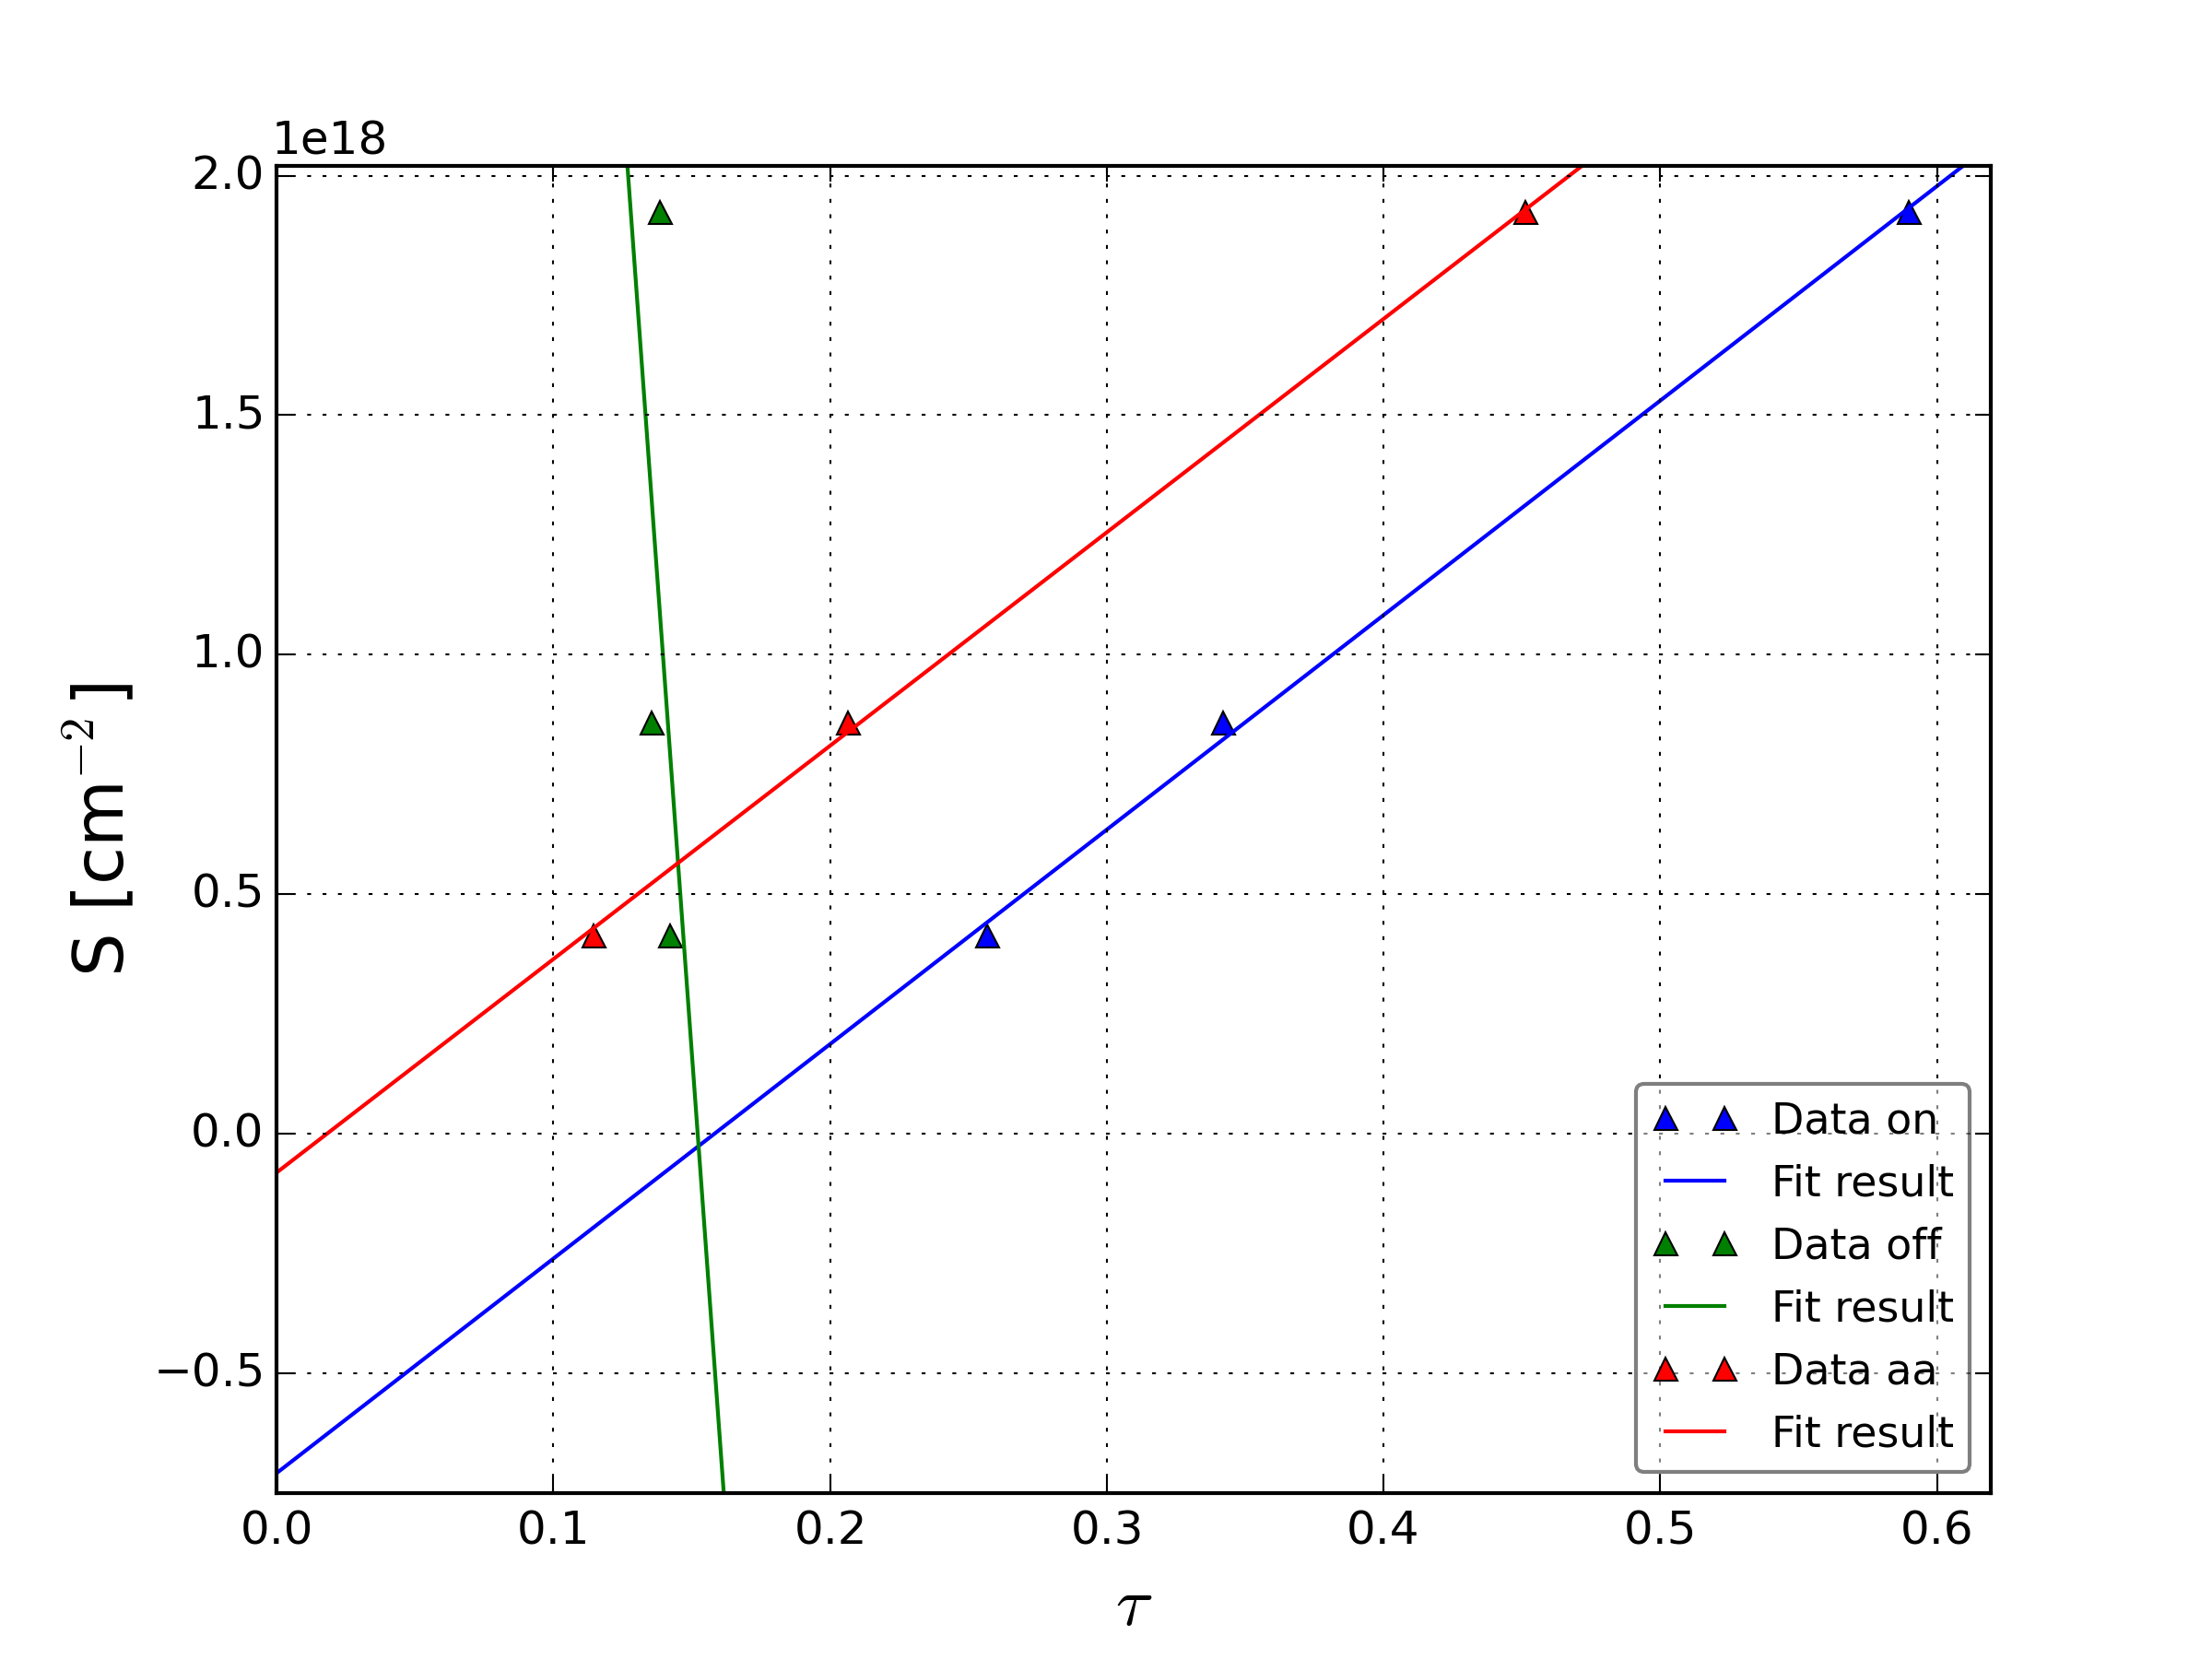 1e18
2.0
1.5
1.0
0.5
0.0
−0.5
S [cm⁻²]
0.0 0.1 0.2 0.3 0.4 0.5 0.6
τ
Data on
Fit result
Data off
Fit result
Data aa
Fit result